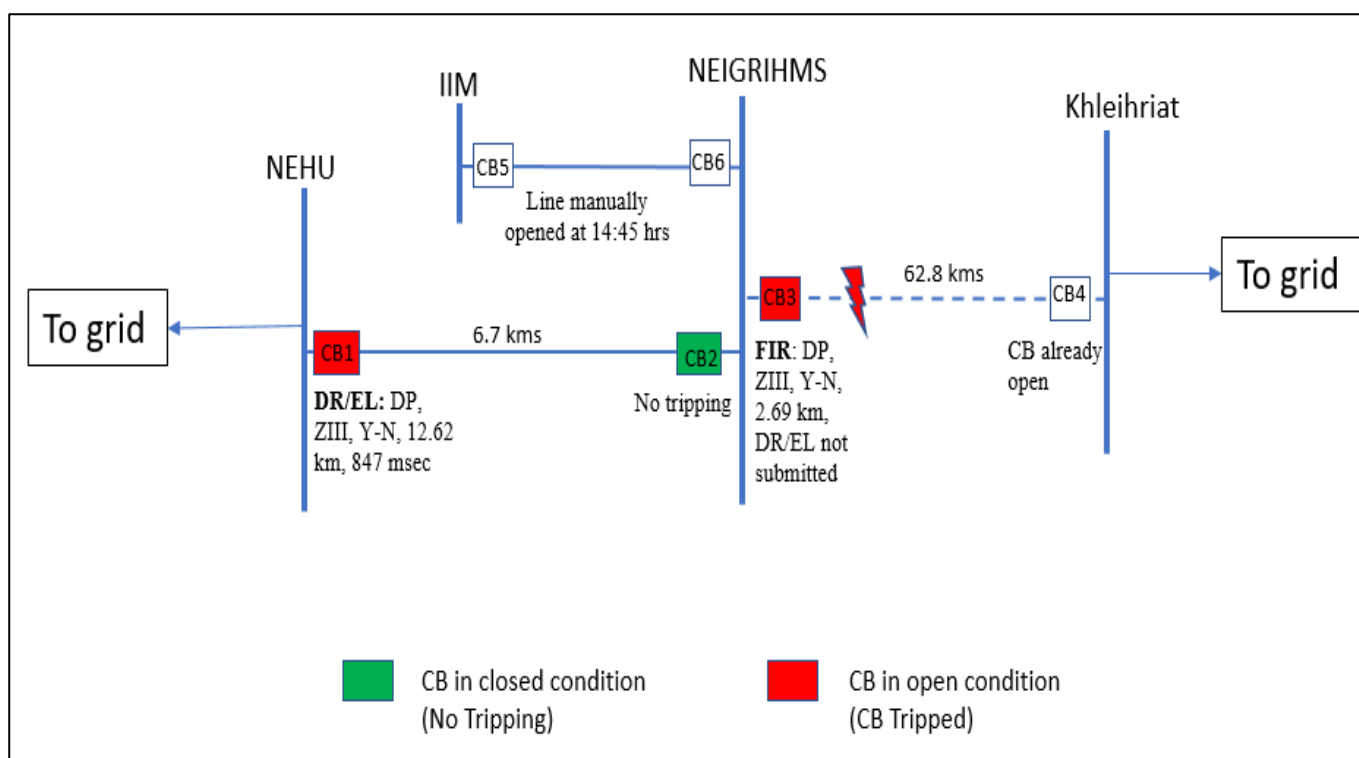 IIM
NEIGRIHMS
Khleihriat
NEHU
CB5
CB6
Line manually
opened at 14:45 hrs
To grid
To grid
6.7 kms
62.8 kms
CB1
CB2
CB3
CB4
DR/EL: DP,
ZIII, Y-N, 12.62
km, 847 msec
No tripping
FIR: DP,
ZIII, Y-N,
2.69 km,
DR/EL not
submitted
CB already
open
CB in closed condition
(No Tripping)
CB in open condition
(CB Tripped)